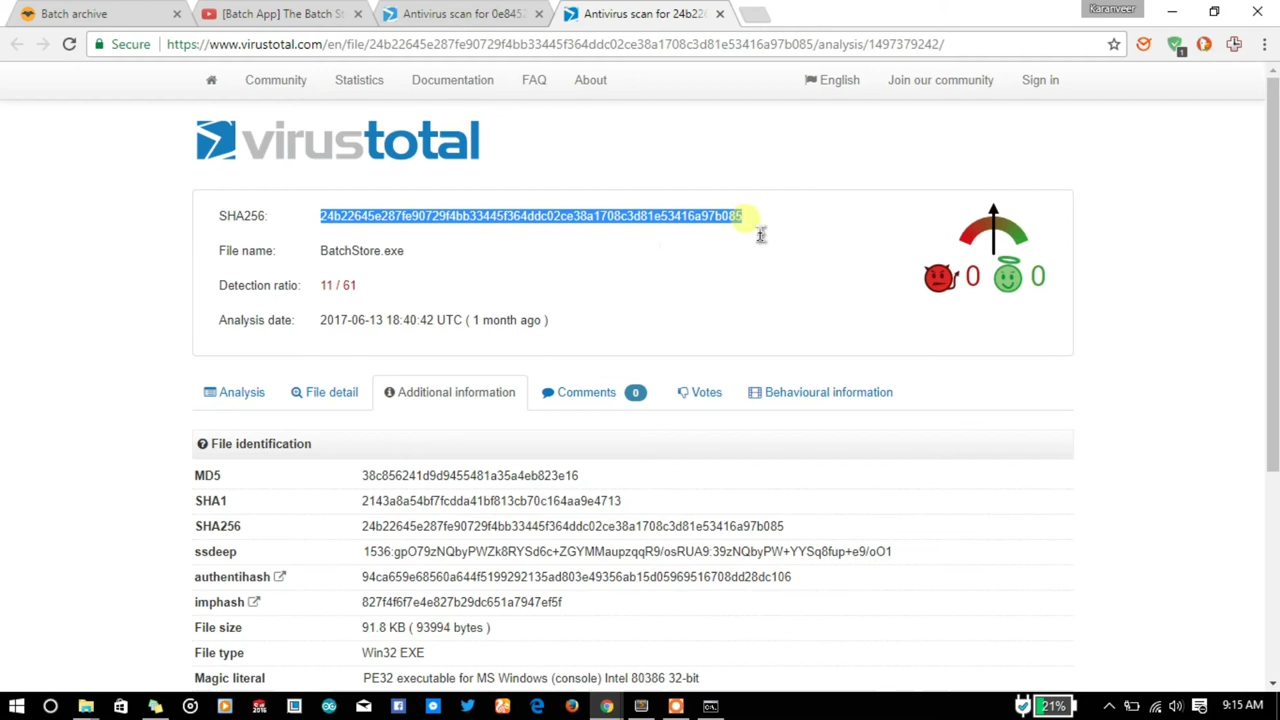 Batch archive
[Batch App] The Batch St
Antivirus scan for 0e8452
Antivirus scan for 24b226
Karanveer
Secure
https://www.virustotal.com/en/file/24b22645e287fe90729f4bb33445f364ddc02ce38a1708c3d81e53416a97b085/analysis/1497379242/
1
Community Statistics Documentation FAQ About English Join our community Sign in
virustotal
SHA256: 24b22645e287fe90729f4bb33445f364ddc02ce38a1708c3d81e53416a97b085
File name: BatchStore.exe
Detection ratio: 11 / 61
Analysis date: 2017-06-13 18:40:42 UTC ( 1 month ago )
0 0
Analysis File detail Additional information Comments 0 Votes Behavioural information
File identification
MD5 38c856241d9d9455481a35a4eb823e16
SHA1 2143a8a54bf7fcdda41bf813cb70c164aa9e4713
SHA256 24b22645e287fe90729f4bb33445f364ddc02ce38a1708c3d81e53416a97b085
ssdeep 1536:gpO79zNQbyPWZk8RYSd6c+ZGYMMaupzqqR9/osRUA9:39zNQbyPW+YYSq8fup+e9/oO1
authentihash 94ca659e68560a644f5199292135ad803e49356ab15d05969516708dd28dc106
imphash 827f4f6f7e4e827b29dc651a7947ef5f
File size 91.8 KB ( 93994 bytes )
File type Win32 EXE
Magic literal PE32 executable for MS Windows (console) Intel 80386 32-bit
21%
9:15 AM